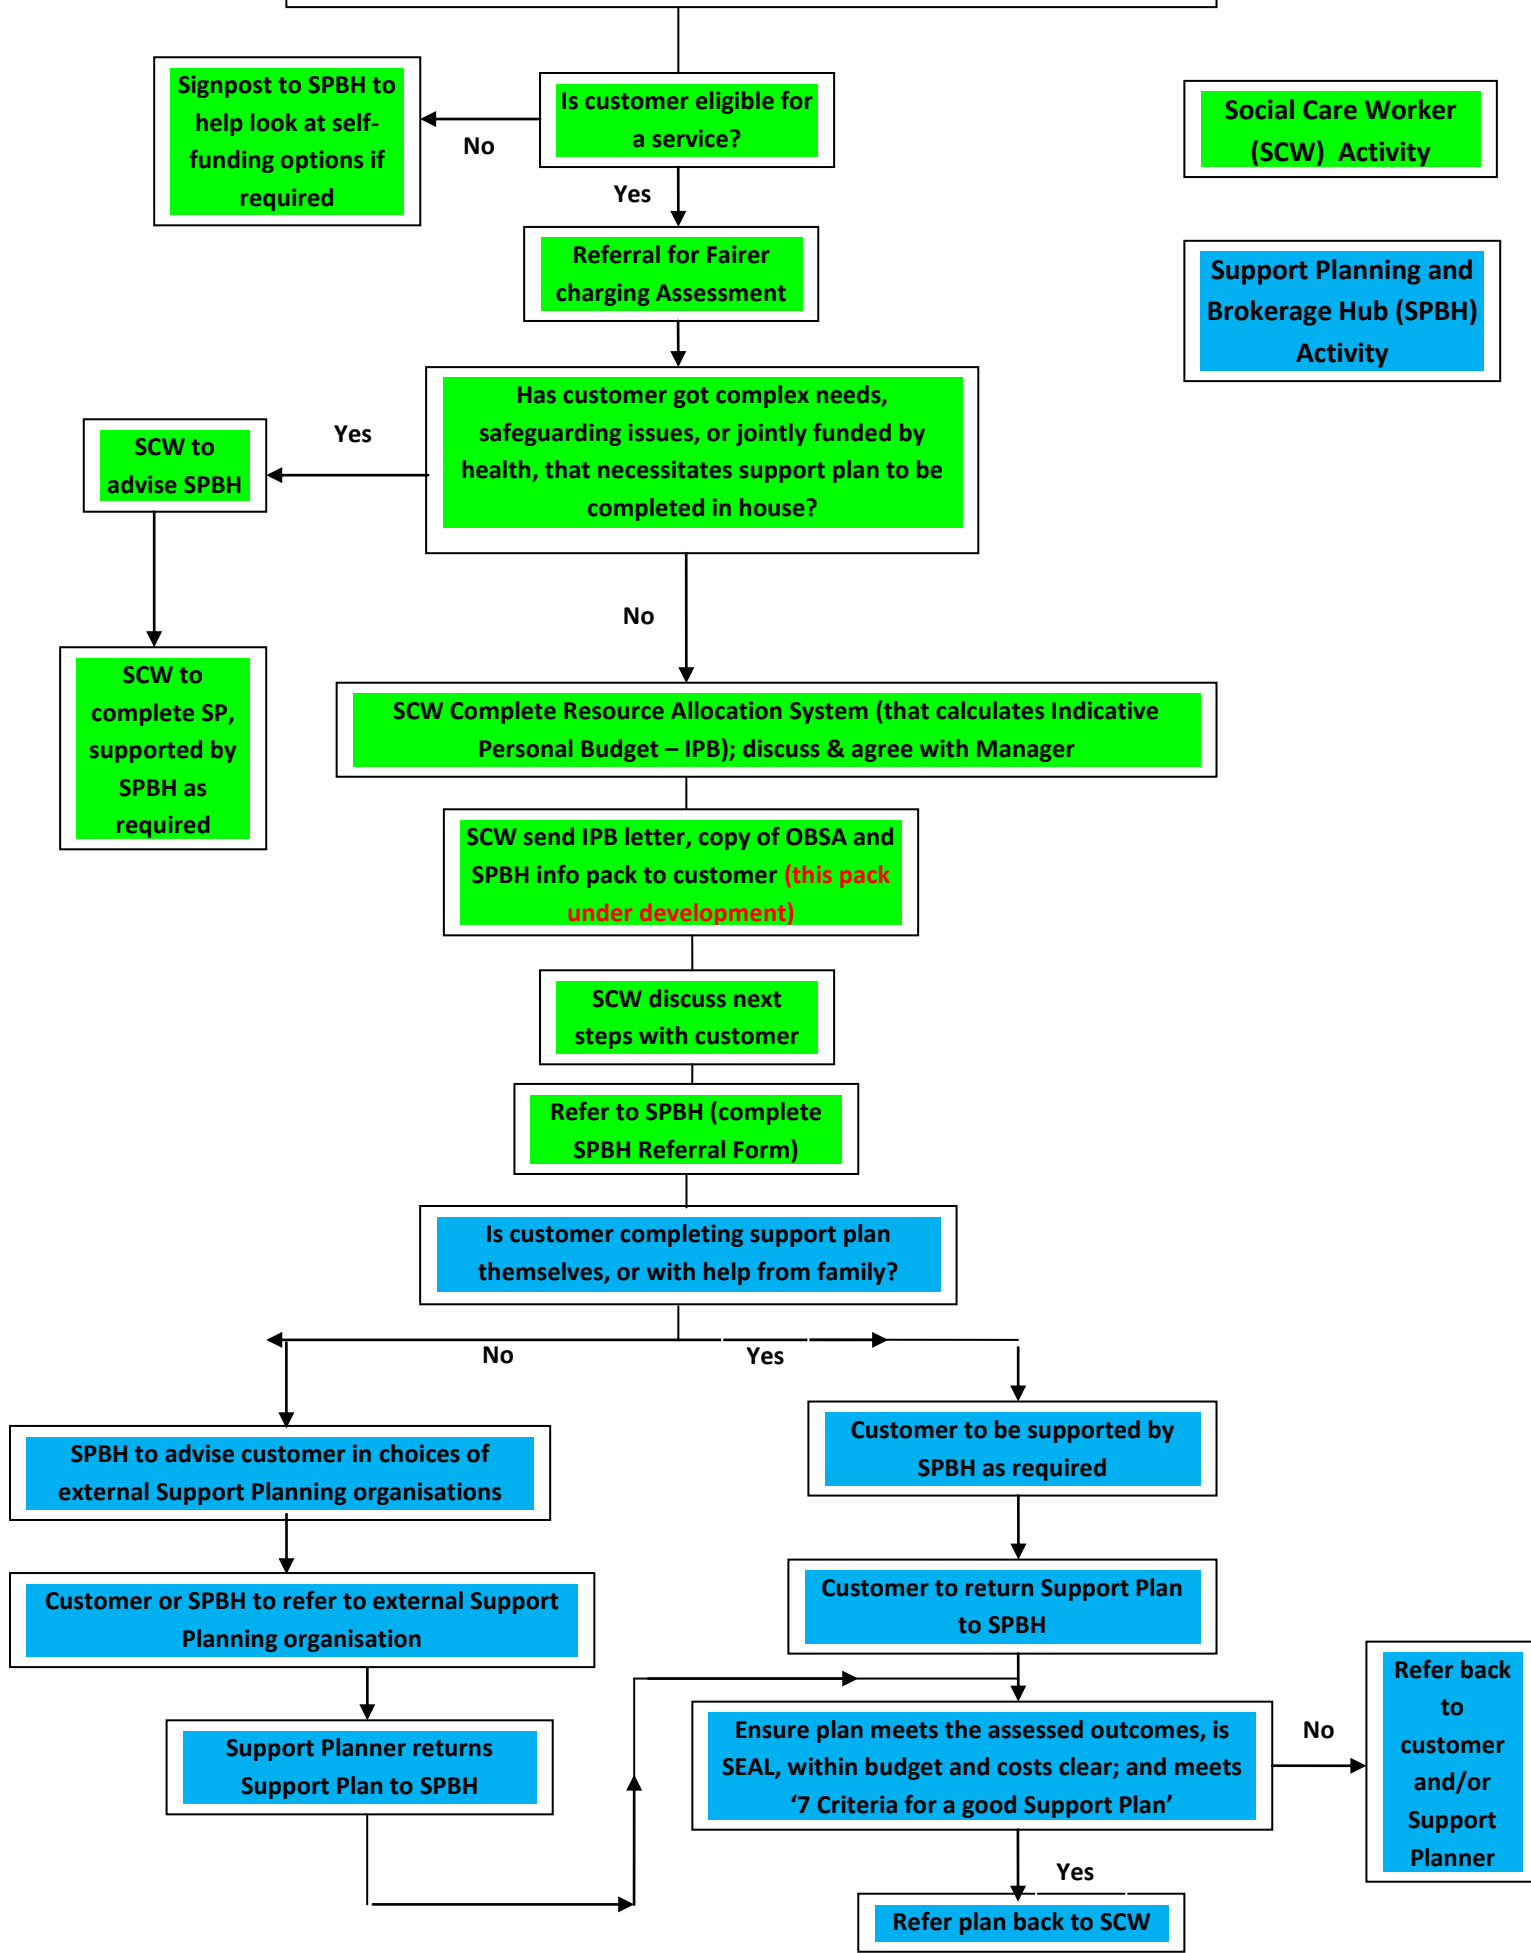 Signpost to SPBH to
help look at self-
funding options if
required
No
Is customer eligible for
a service?
Social Care Worker
(SCW)  Activity
Yes
Referral for Fairer
charging Assessment
Support Planning and
Brokerage Hub (SPBH)
Activity
Has customer got complex needs,
safeguarding issues, or jointly funded by
health, that necessitates support plan to be
completed in house?
Yes
SCW to
advise SPBH
No
SCW to
complete SP,
supported by
SPBH as
required
SCW Complete Resource Allocation System (that calculates Indicative
Personal Budget – IPB); discuss & agree with Manager
SCW send IPB letter, copy of OBSA and
SPBH info pack to customer (this pack
under development)
SCW discuss next
steps with customer
Refer to SPBH (complete
SPBH Referral Form)
Is customer completing support plan
themselves, or with help from family?
No
Yes
SPBH to advise customer in choices of
external Support Planning organisations
Customer to be supported by
SPBH as required
Customer or SPBH to refer to external Support
Planning organisation
Customer to return Support Plan
to SPBH
Support Planner returns
Support Plan to SPBH
Ensure plan meets the assessed outcomes, is
SEAL, within budget and costs clear; and meets
‘7 Criteria for a good Support Plan’
No
Refer back
to
customer
and/or
Support
Planner
Yes
Refer plan back to SCW